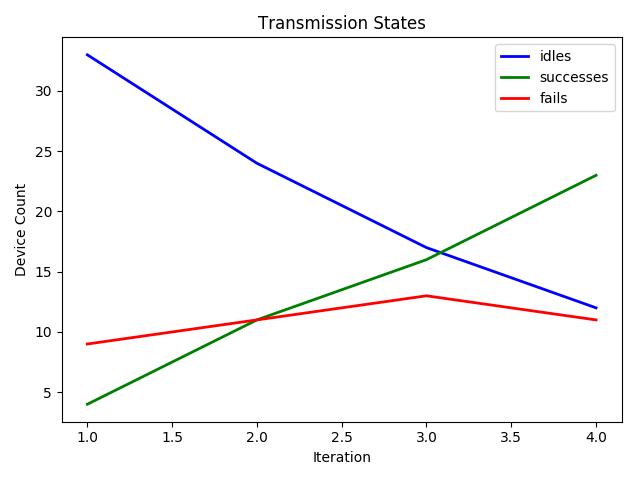 Transmission States
idles
successes
fails
30
25
20
15
10
5
Device Count
1.0 1.5 2.0 2.5 3.0 3.5 4.0
Iteration